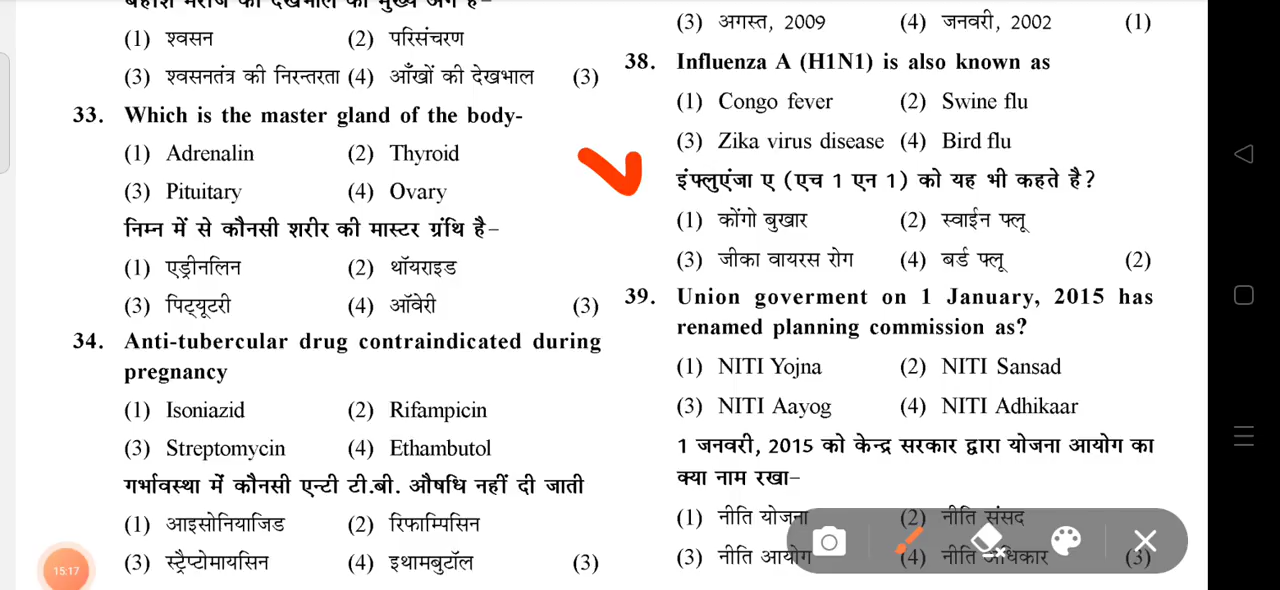 (1) श्वसन (2) परिसंचरण
(3) श्वसनतंत्र की निरन्तरता (4) आँखों की देखभाल (3)
33. Which is the master gland of the body-
(1) Adrenalin (2) Thyroid
(3) Pituitary (4) Ovary
निम्न में से कौनसी शरीर की मास्टर ग्रंथि है–
(1) एड्रीनलिन (2) थॉयराइड
(3) पिट्यूटरी (4) ऑवेरी (3)
34. Anti-tubercular drug contraindicated during
pregnancy
(1) Isoniazid (2) Rifampicin
(3) Streptomycin (4) Ethambutol
गर्भावस्था में कौनसी एन्टी टी.बी. औषधि नहीं दी जाती
(1) आइसोनियाजिड (2) रिफाम्पिसिन
(3) स्ट्रैप्टोमायसिन (4) इथामबुटॉल (3)
15:17
(3) अगस्त, 2009 (4) जनवरी, 2002 (1)
38. Influenza A (H1N1) is also known as
(1) Congo fever (2) Swine flu
(3) Zika virus disease (4) Bird flu
इंफ्लुएंजा ए (एच 1 एन 1) को यह भी कहते है?
(1) कोंगो बुखार (2) स्वाईन फ्लू
(3) जीका वायरस रोग (4) बर्ड फ्लू (2)
39. Union goverment on 1 January, 2015 has
renamed planning commission as?
(1) NITI Yojna (2) NITI Sansad
(3) NITI Aayog (4) NITI Adhikaar
1 जनवरी, 2015 को केन्द्र सरकार द्वारा योजना आयोग का
क्या नाम रखा–
(1) नीति योजना (2) नीति संसद
(3) नीति आयोग (4) नीति अधिकार (3)